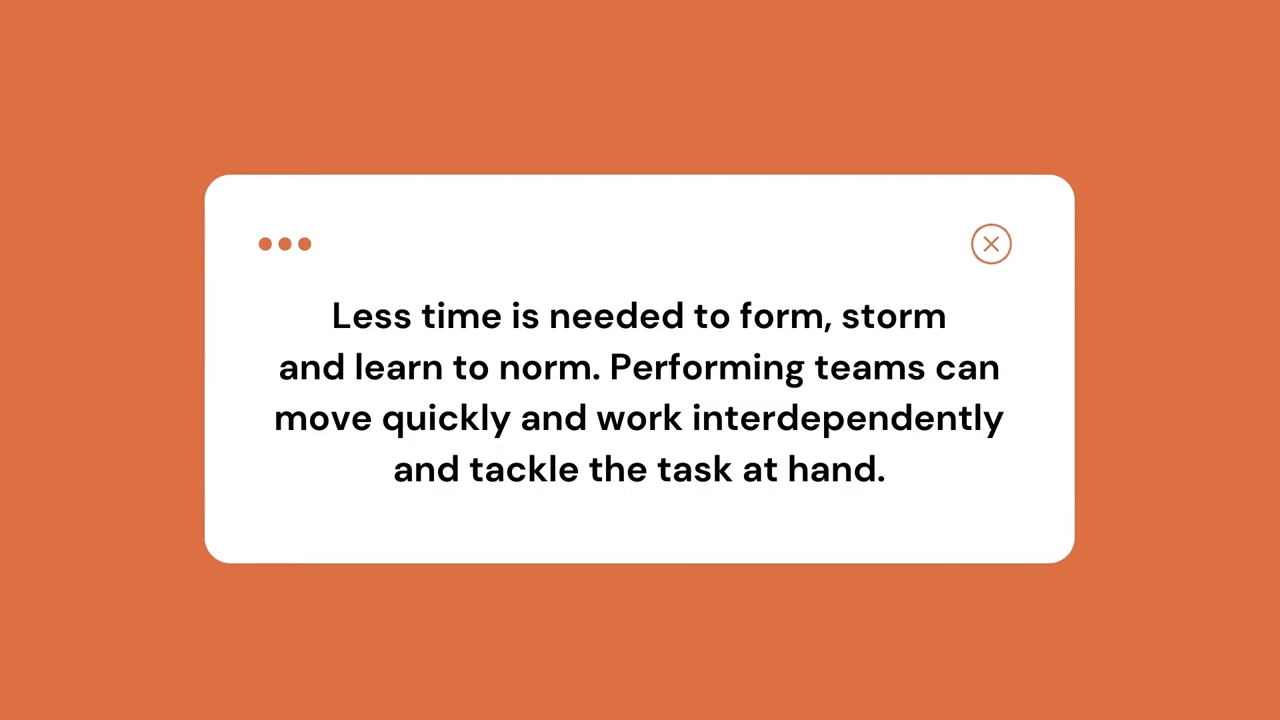 Less time is needed to form, storm
and learn to norm. Performing teams can
move quickly and work interdependently
and tackle the task at hand.